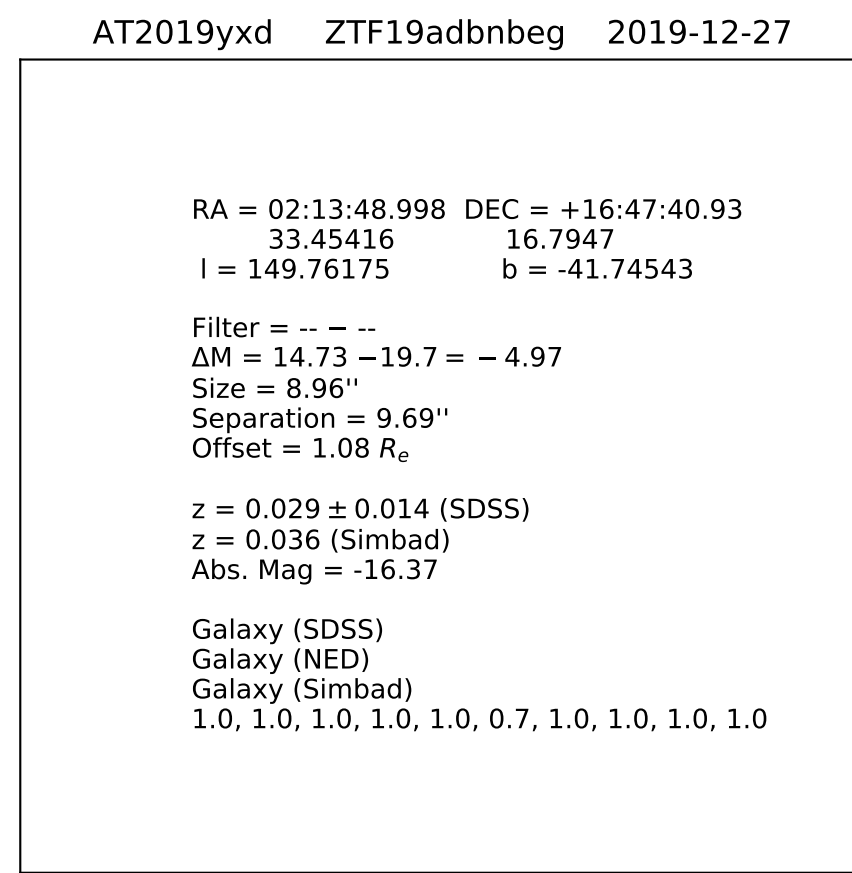 AT2019yxd ZTF19adbnbeg 2019-12-27
RA = 02:13:48.998 DEC = +16:47:40.93
33.45416 16.7947
l = 149.76175 b = -41.74543
Filter = -- − --
ΔM = 14.73 −19.7 = − 4.97
Size = 8.96''
Separation = 9.69''
Offset = 1.08 Re
z = 0.029 ± 0.014 (SDSS)
z = 0.036 (Simbad)
Abs. Mag = -16.37
Galaxy (SDSS)
Galaxy (NED)
Galaxy (Simbad)
1.0, 1.0, 1.0, 1.0, 1.0, 0.7, 1.0, 1.0, 1.0, 1.0